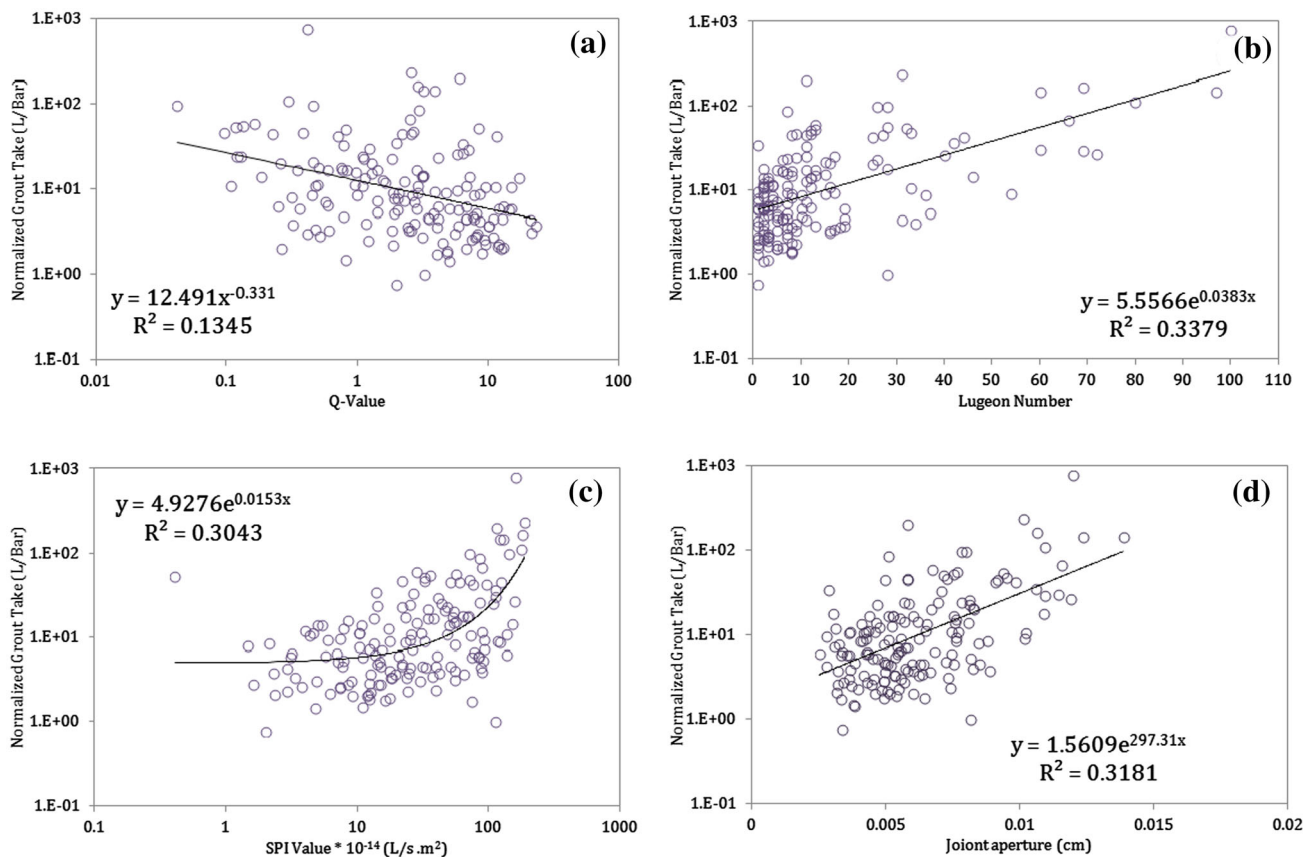 (a)
Normalized Grout Take (L/Bar)
1.E+03
1.E+02
1.E+01
1.E+00
1.E-01
y = 12.491x^-0.331
R² = 0.1345
0.01 0.1 1 10 100
Q-Value
(b)
Normalized Grout Take (L/Bar)
1.E+03
1.E+02
1.E+01
1.E+00
1.E-01
y = 5.5566e^0.0383x
R² = 0.3379
0 10 20 30 40 50 60 70 80 90 100 110
Lugeon Number
(c)
Normalized Grout Take (L/Bar)
1.E+03
1.E+02
1.E+01
1.E+00
1.E-01
y = 4.9276e^0.0153x
R² = 0.3043
0.1 1 10 100 1000
SPI Value * 10^-14 (L/s .m²)
(d)
Normalized Grout Take (L/Bar)
1.E+03
1.E+02
1.E+01
1.E+00
1.E-01
y = 1.5609e^297.31x
R² = 0.3181
0 0.005 0.01 0.015 0.02
Joiont aperture (cm)